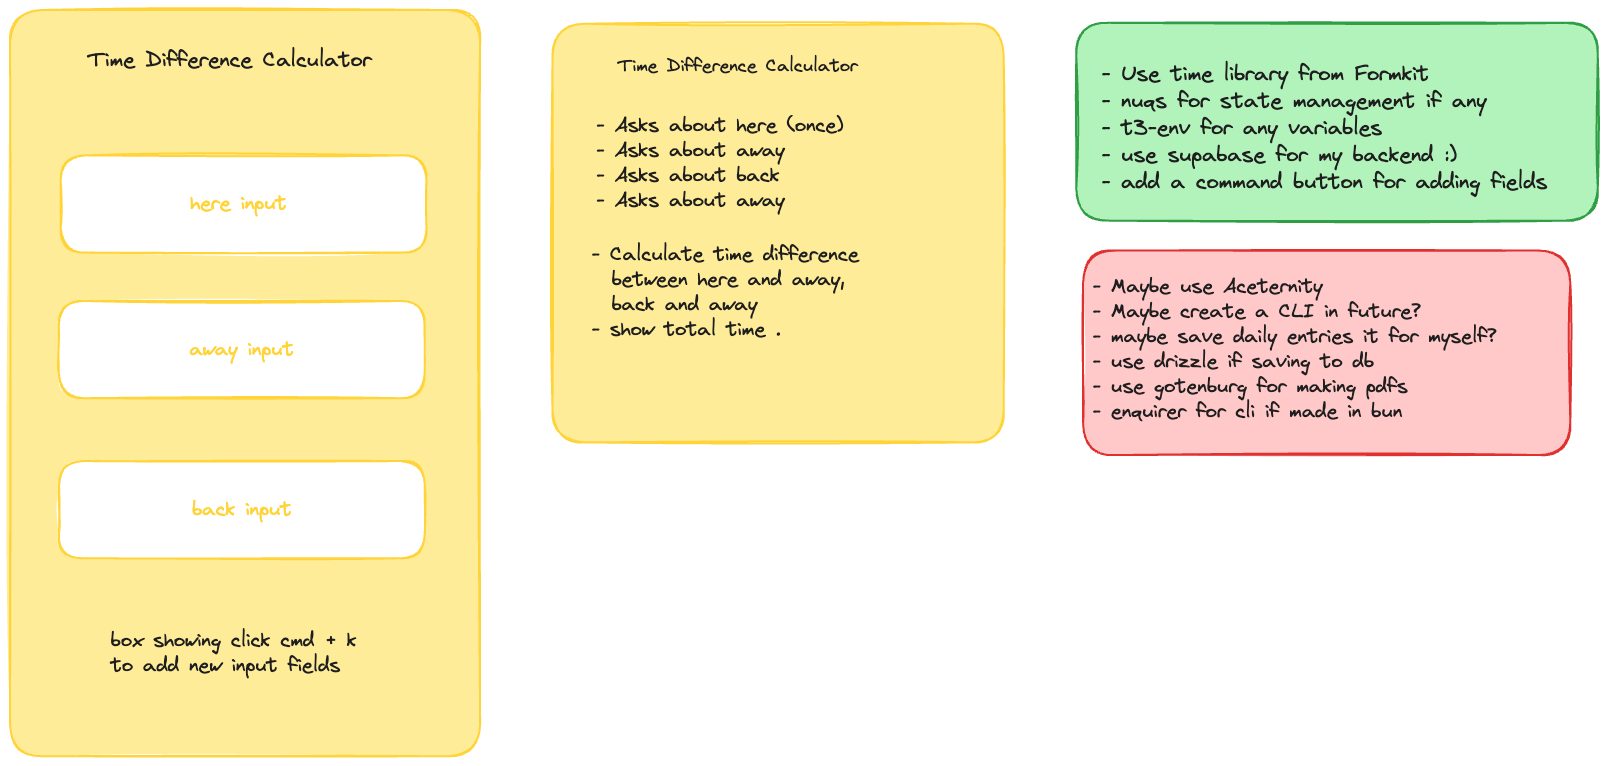 Time Difference Calculator
here input
away input
back input
box showing click cmd + k
to add new input fields
Time Difference Calculator
- Asks about here (once)
- Asks about away
- Asks about back
- Asks about away
- Calculate time difference
between here and away,
back and away
- show total time .
- Use time library from Formkit
- nuqs for state management if any
- t3-env for any variables
- use supabase for my backend :)
- add a command button for adding fields
- Maybe use Aceternity
- Maybe create a CLI in future?
- maybe save daily entries it for myself?
- use drizzle if saving to db
- use gotenburg for making pdfs
- enquirer for cli if made in bun